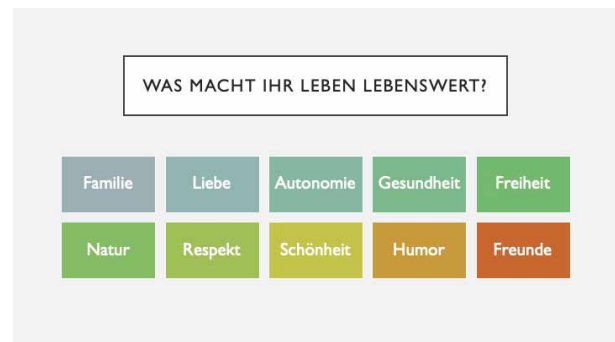 WAS MACHT IHR LEBEN LEBENSWERT?
Familie Liebe Autonomie Gesundheit Freiheit
Natur Respekt Schönheit Humor Freunde